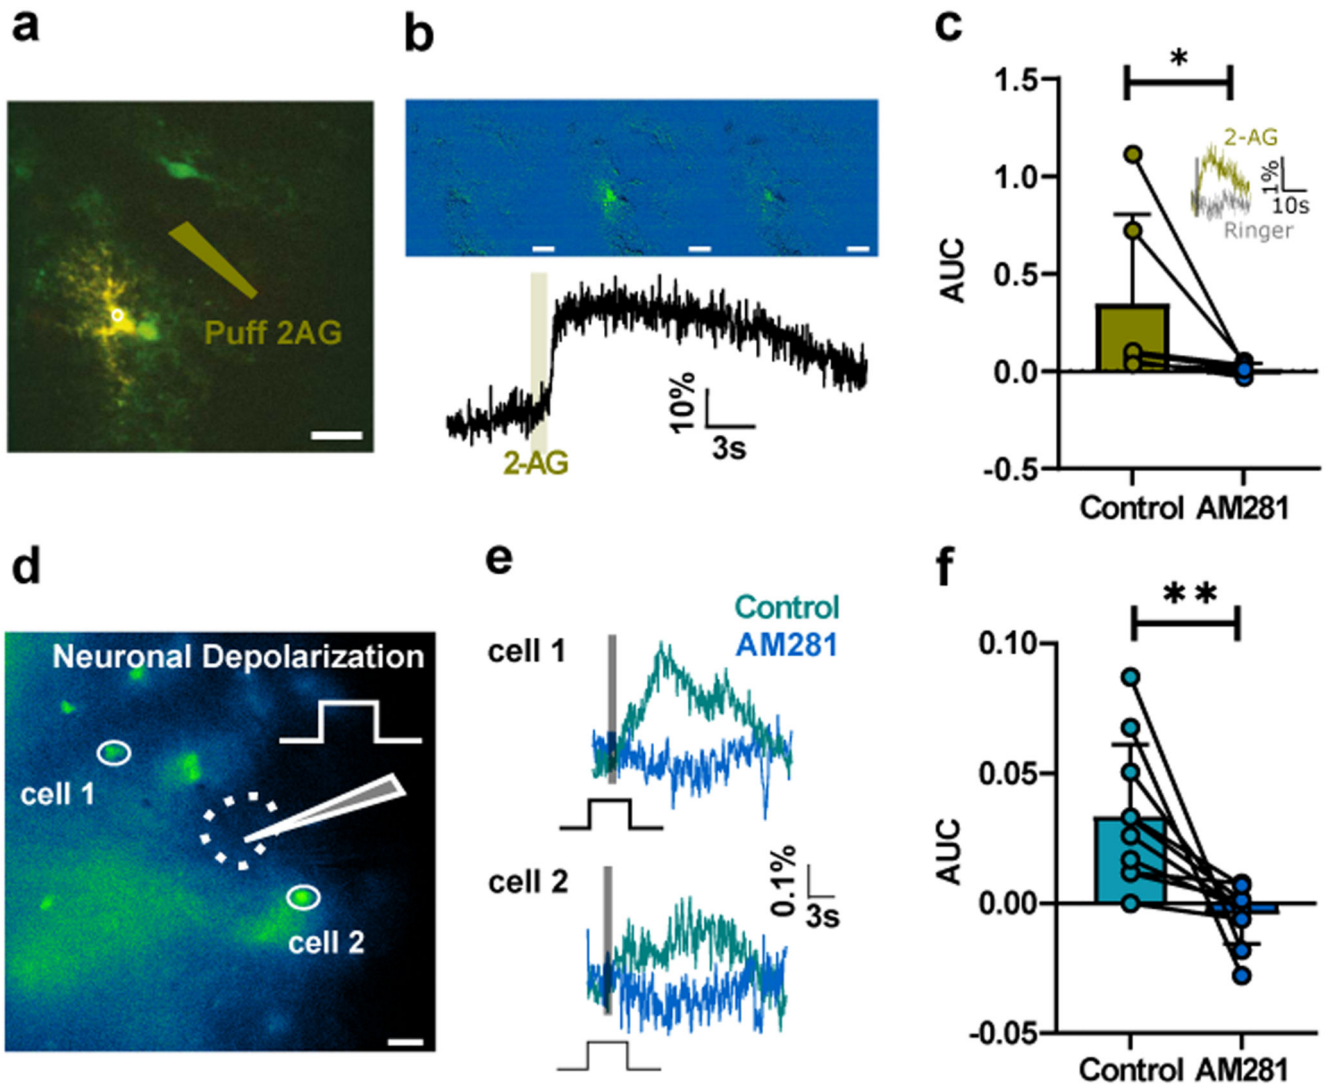 a
Puff 2AG
b
2-AG
10%
3s
c
*
1.5
1.0
0.5
0.0
-0.5
AUC
2-AG
1%
10s
Ringer
Control AM281
d
Neuronal Depolarization
cell 1
cell 2
e
Control
AM281
cell 1
cell 2
0.1%
3s
f
**
0.10
0.05
0.00
-0.05
AUC
Control AM281